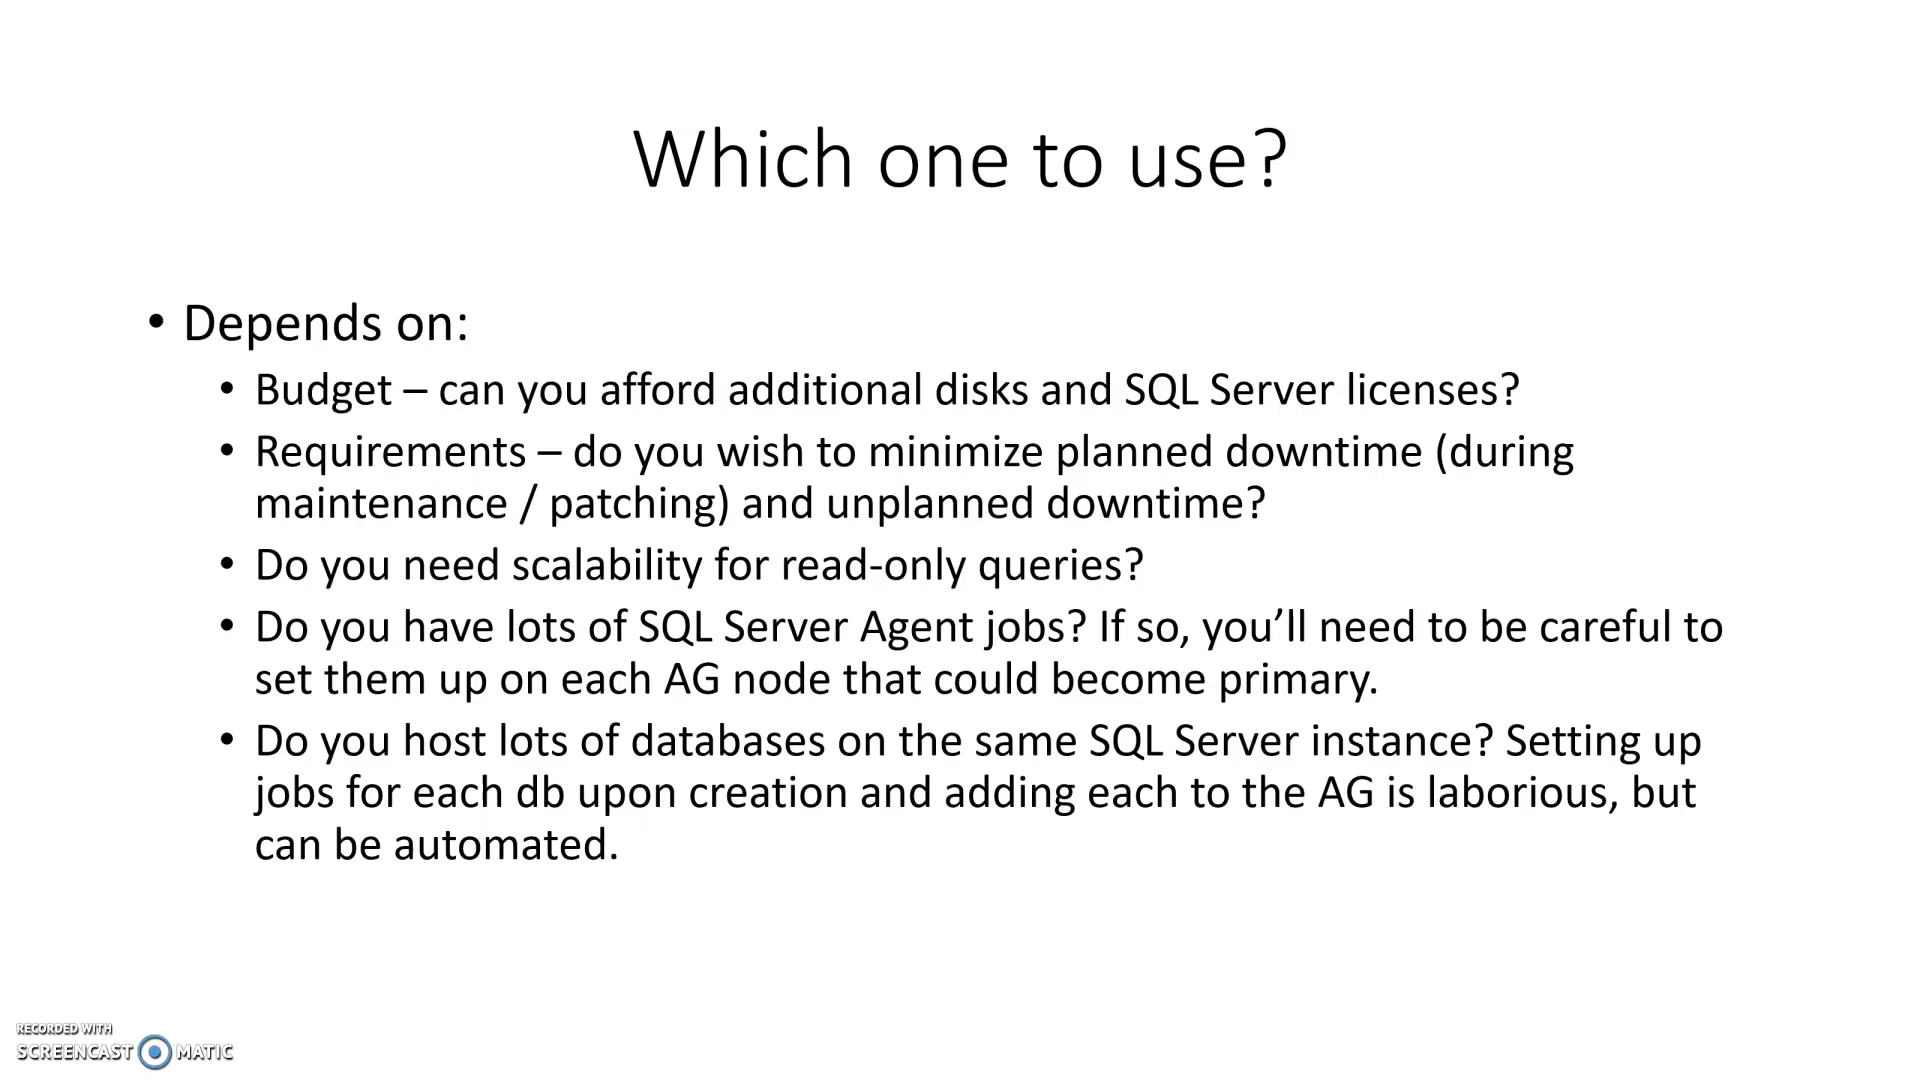 Which one to use?
• Depends on:
• Budget – can you afford additional disks and SQL Server licenses?
• Requirements – do you wish to minimize planned downtime (during
maintenance / patching) and unplanned downtime?
• Do you need scalability for read-only queries?
• Do you have lots of SQL Server Agent jobs? If so, you’ll need to be careful to
set them up on each AG node that could become primary.
• Do you host lots of databases on the same SQL Server instance? Setting up
jobs for each db upon creation and adding each to the AG is laborious, but
can be automated.
RECORDED WITH
SCREENCAST MATIC